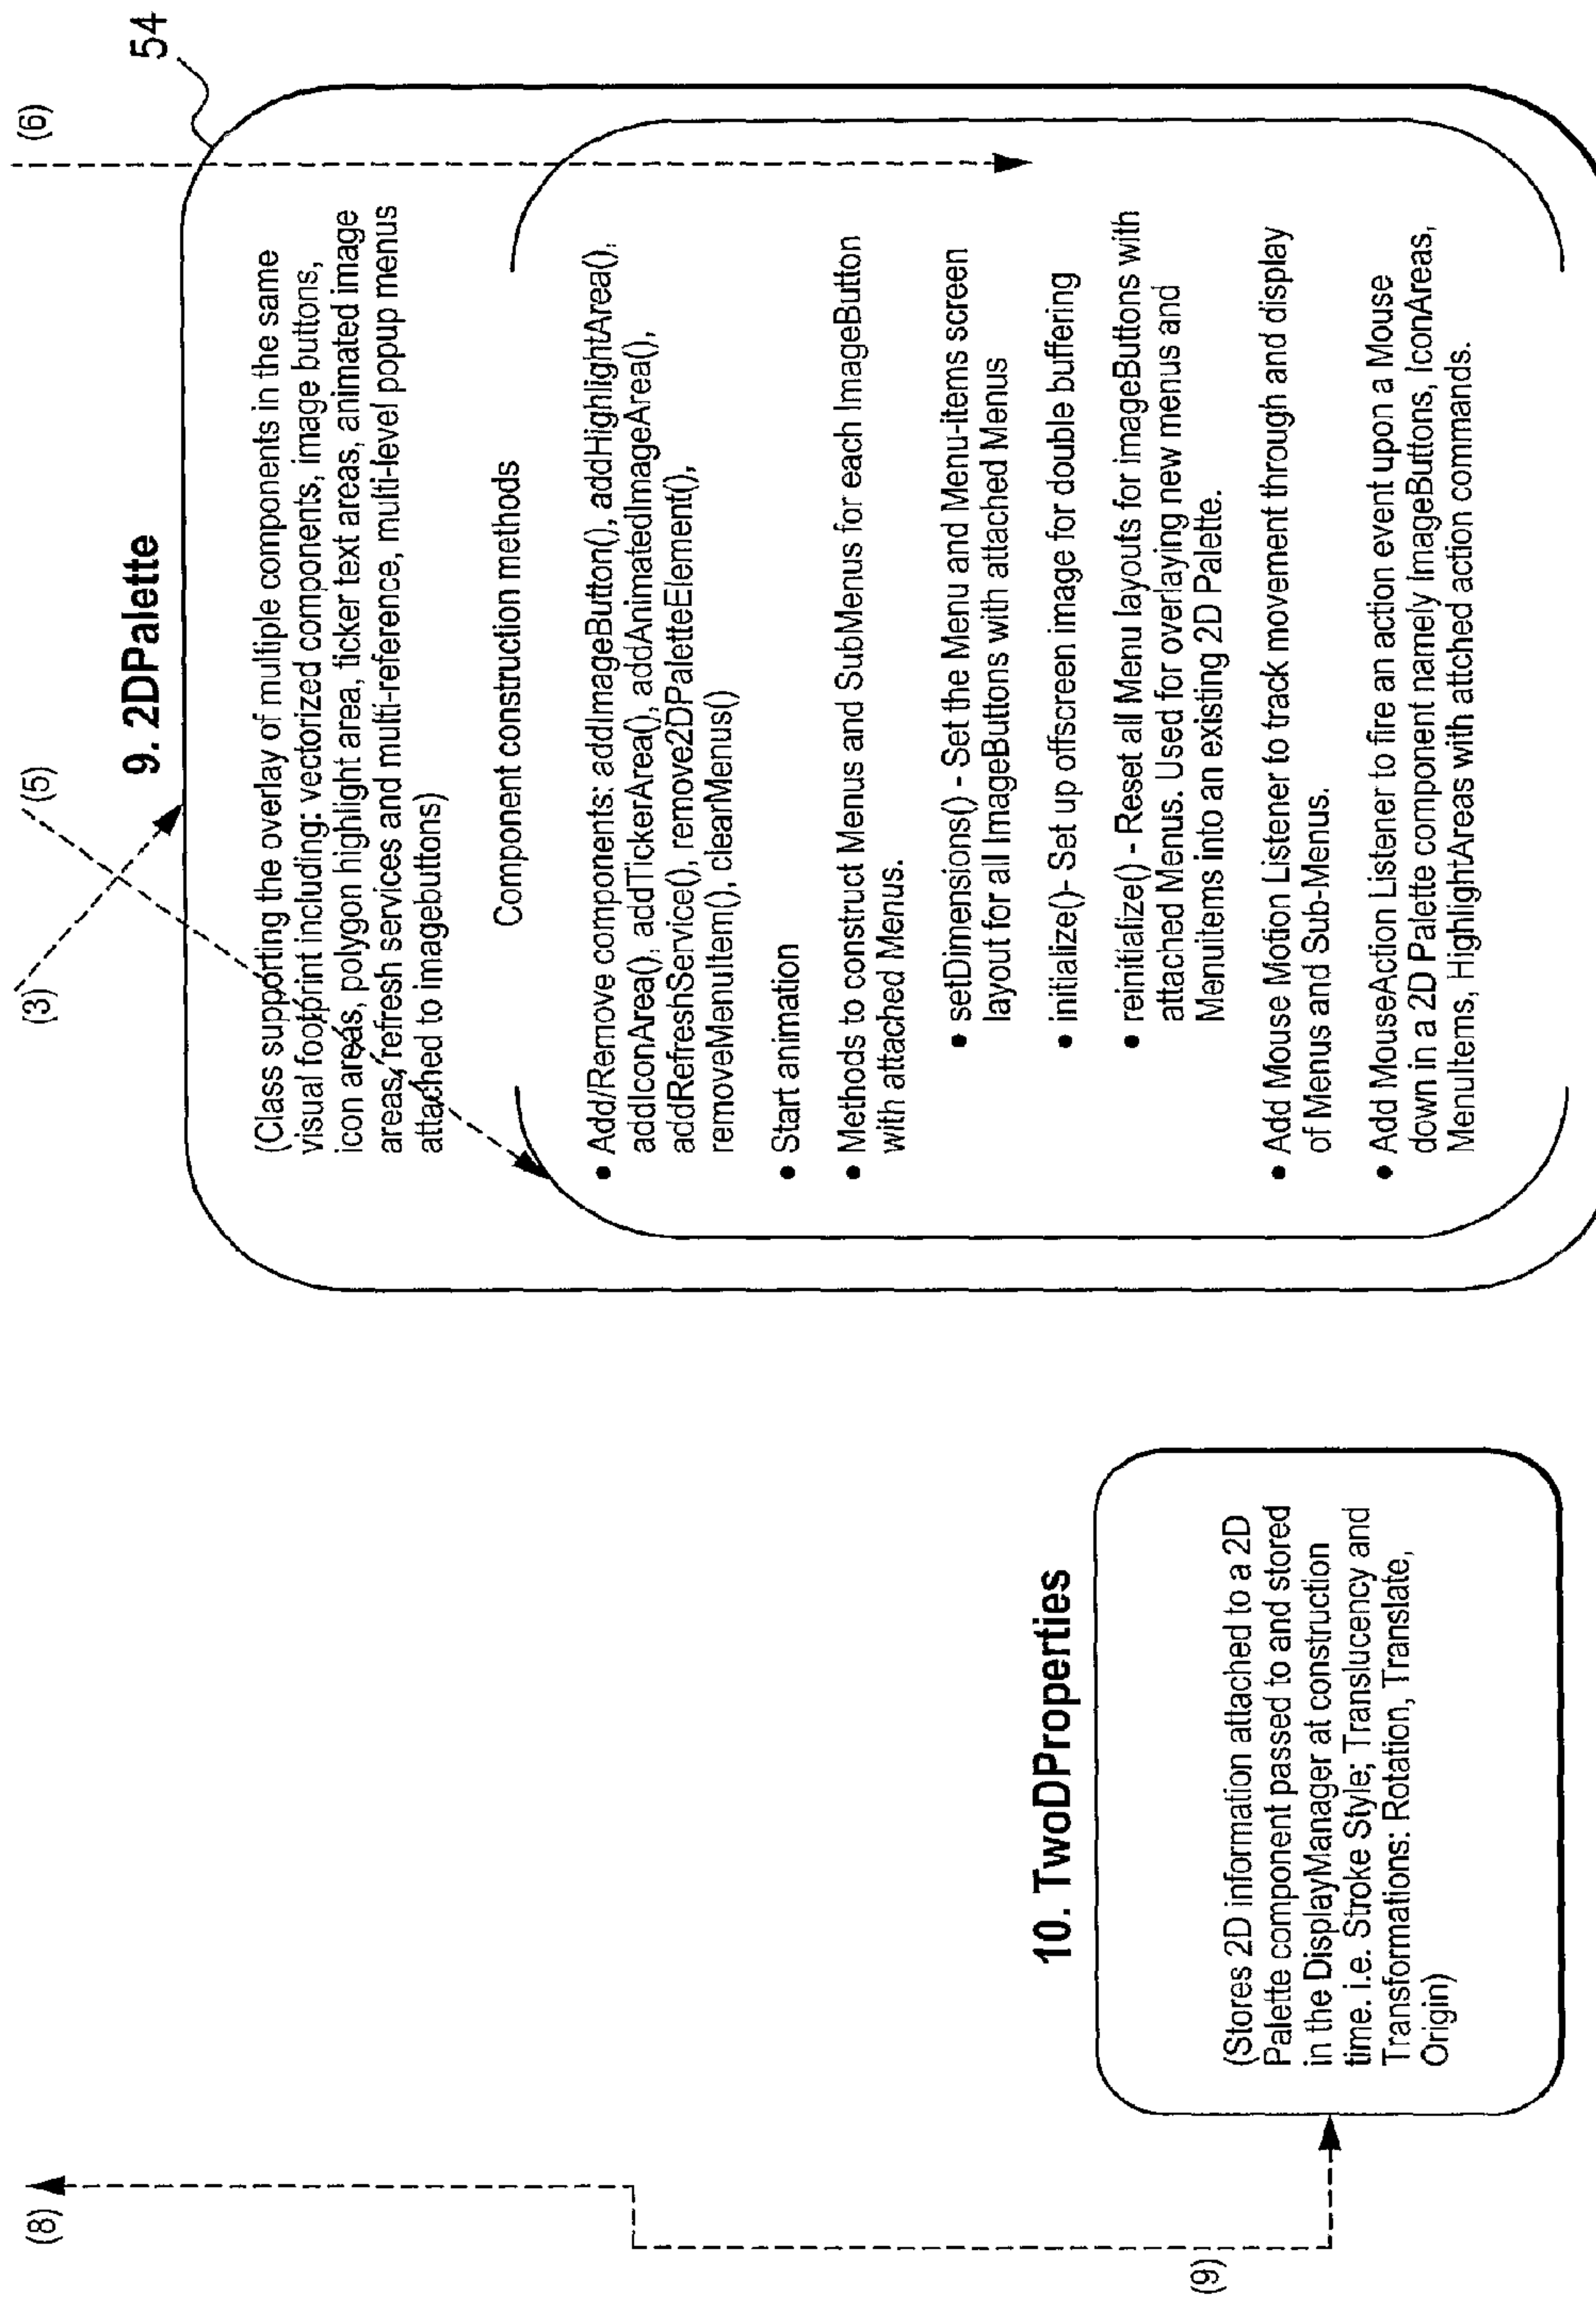 (8)
(9)
10. TwoDProperties
(Stores 2D information attached to a 2D
Palette component passed to and stored
in the DisplayManager at construction
time. i.e. Stroke Style; Translucency and
Transformations: Rotation, Translate,
Origin)
(3)
(5)
(6)
54
9. 2DPalette
(Class supporting the overlay of multiple components in the same
visual footprint including: vectorized components, image buttons,
icon areas, polygon highlight area, ticker text areas, animated image
areas, refresh services and multi-reference, multi-level popup menus
attached to imagebuttons)
Component construction methods
• Add/Remove components: addImageButton(), addHighlightArea(),
addIconArea(), addTickerArea(), addAnimatedImageArea(),
addRefreshService(), remove2DPaletteElement(),
removeMenuItem(), clearMenus()
• Start animation
• Methods to construct Menus and SubMenus for each ImageButton
with attached Menus.
• setDimensions() - Set the Menu and Menu-items screen
layout for all ImageButtons with attached Menus
• initialize()- Set up offscreen image for double buffering
• reinitialize() - Reset all Menu layouts for imageButtons with
attached Menus. Used for overlaying new menus and
Menuitems into an existing 2D Palette.
• Add Mouse Motion Listener to track movement through and display
of Menus and Sub-Menus.
• Add MouseAction Listener to fire an action event upon a Mouse
down in a 2D Palette component namely ImageButtons, IconAreas,
MenuItems, HighlightAreas with attched action commands.